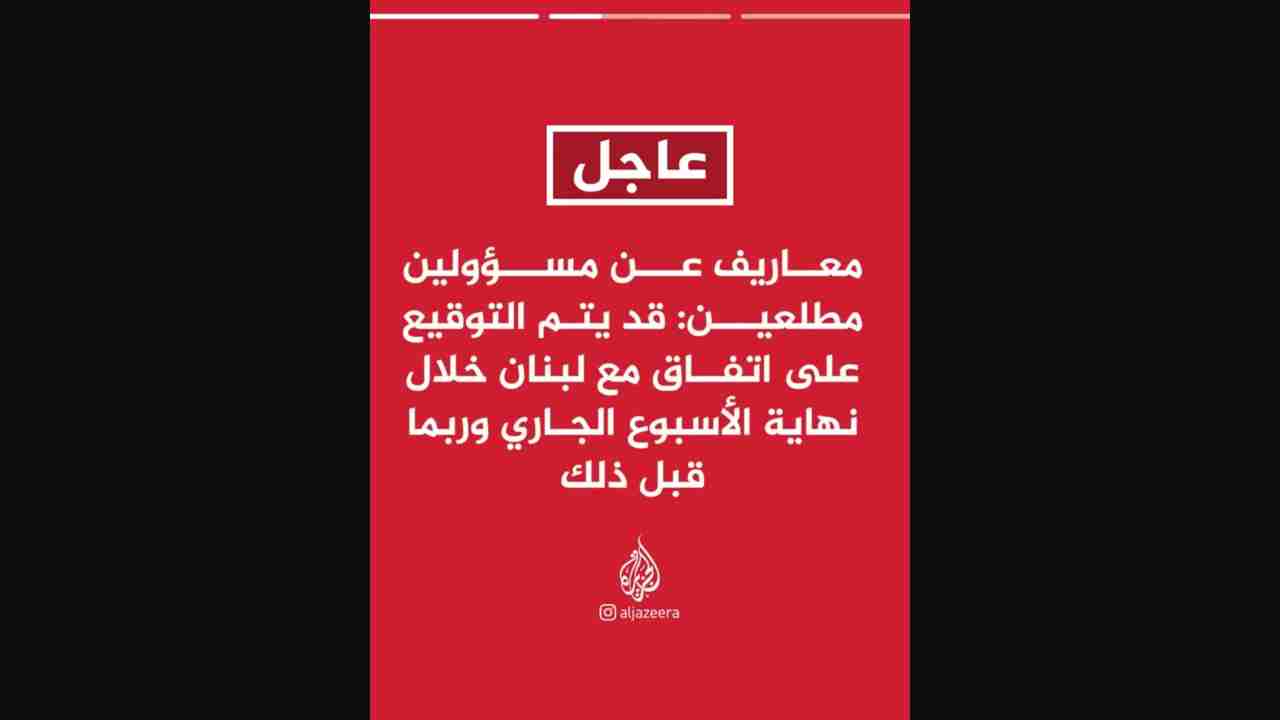 عاجل
معاريف عن مسؤولين
مطلعين: قد يتم التوقيع
على اتفاق مع لبنان خلال
نهاية الأسبوع الجاري وربما
قبل ذلك
الجزيرة
aljazeera